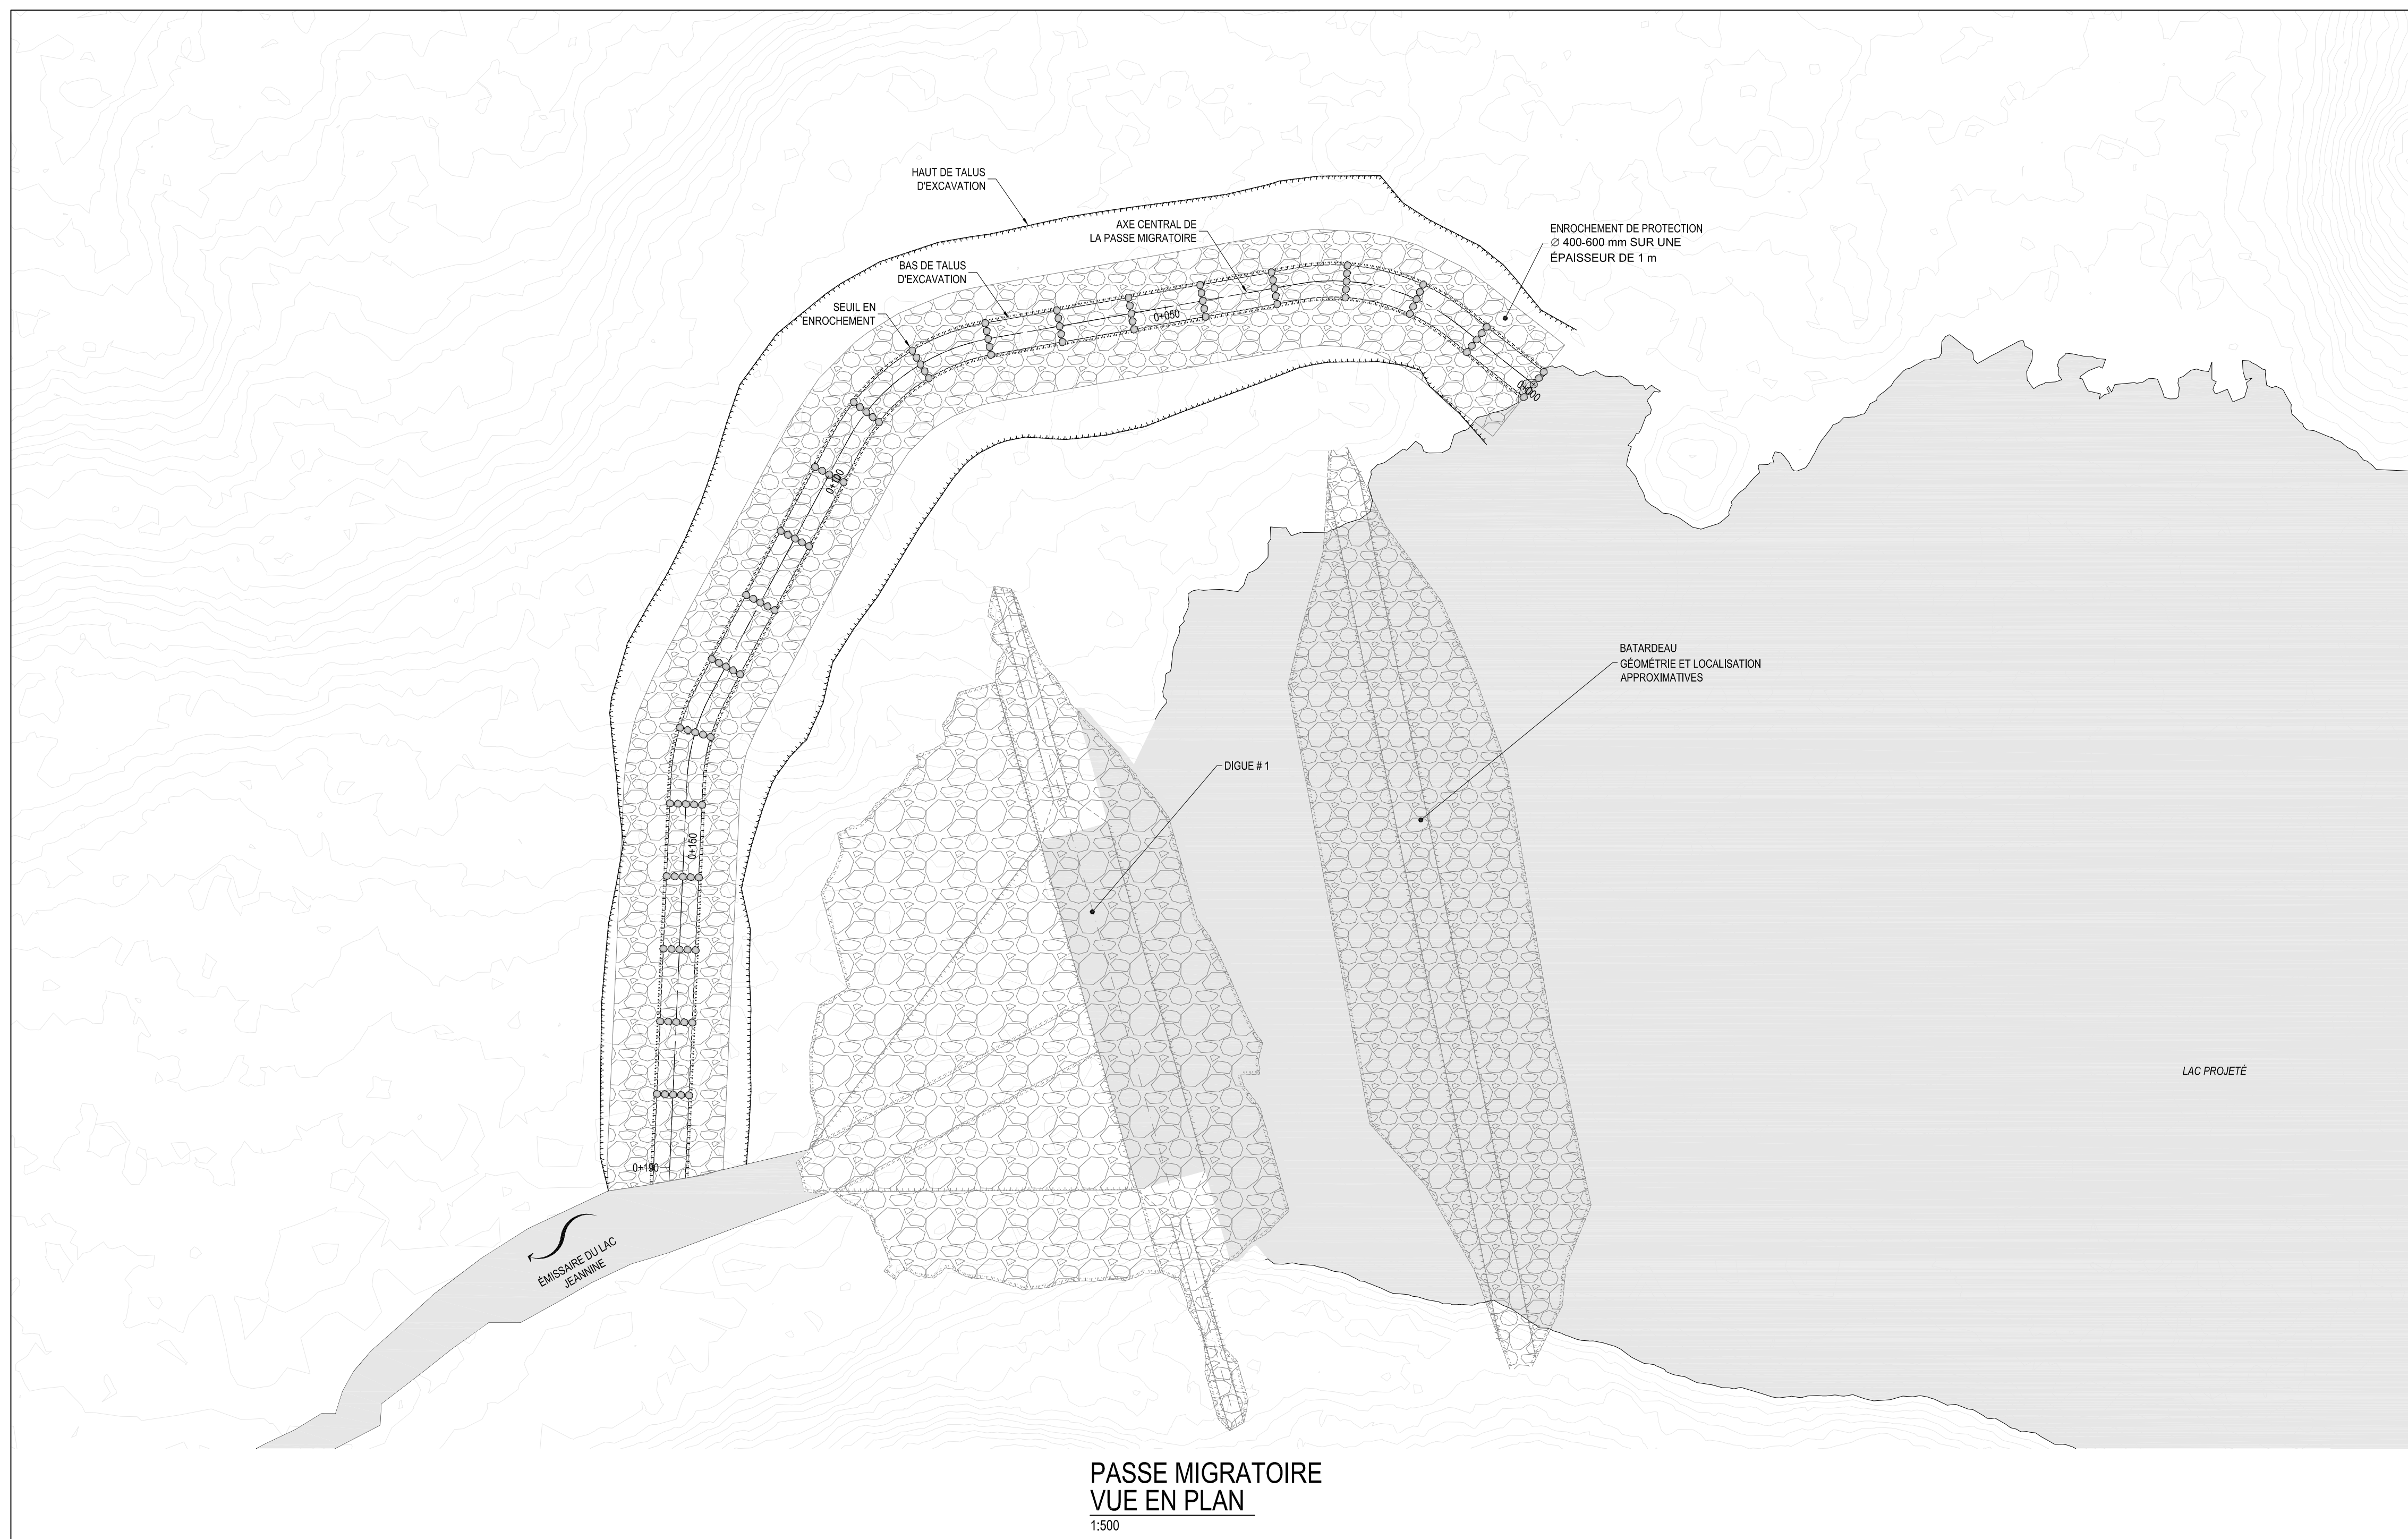 HAUT DE TALUS
D'EXCAVATION
AXE CENTRAL DE
LA PASSE MIGRATOIRE
ENROCHEMENT DE PROTECTION
Ø 400-600 mm SUR UNE
ÉPAISSEUR DE 1 m
BAS DE TALUS
D'EXCAVATION
SEUIL EN
ENROCHEMENT
0+050
0+000
0+100
BATARDEAU
GÉOMÉTRIE ET LOCALISATION
APPROXIMATIVES
DIGUE # 1
0+150
LAC PROJETÉ
0+190
ÉMISSAIRE DU LAC
JEANNINE
PASSE MIGRATOIRE
VUE EN PLAN
1:500